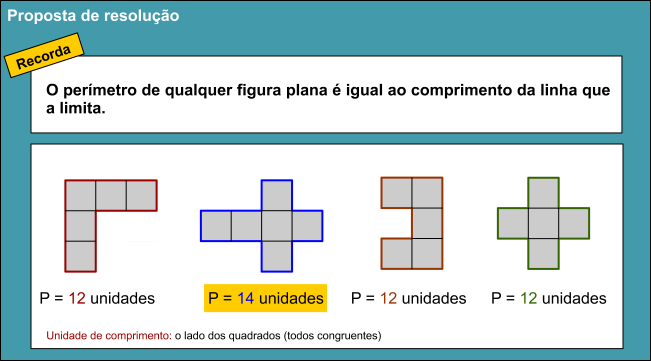 Proposta de resolução
Recorda
O perímetro de qualquer figura plana é igual ao comprimento da linha que
a limita.
P = 12 unidades
P = 14 unidades
P = 12 unidades
P = 12 unidades
Unidade de comprimento: o lado dos quadrados (todos congruentes)